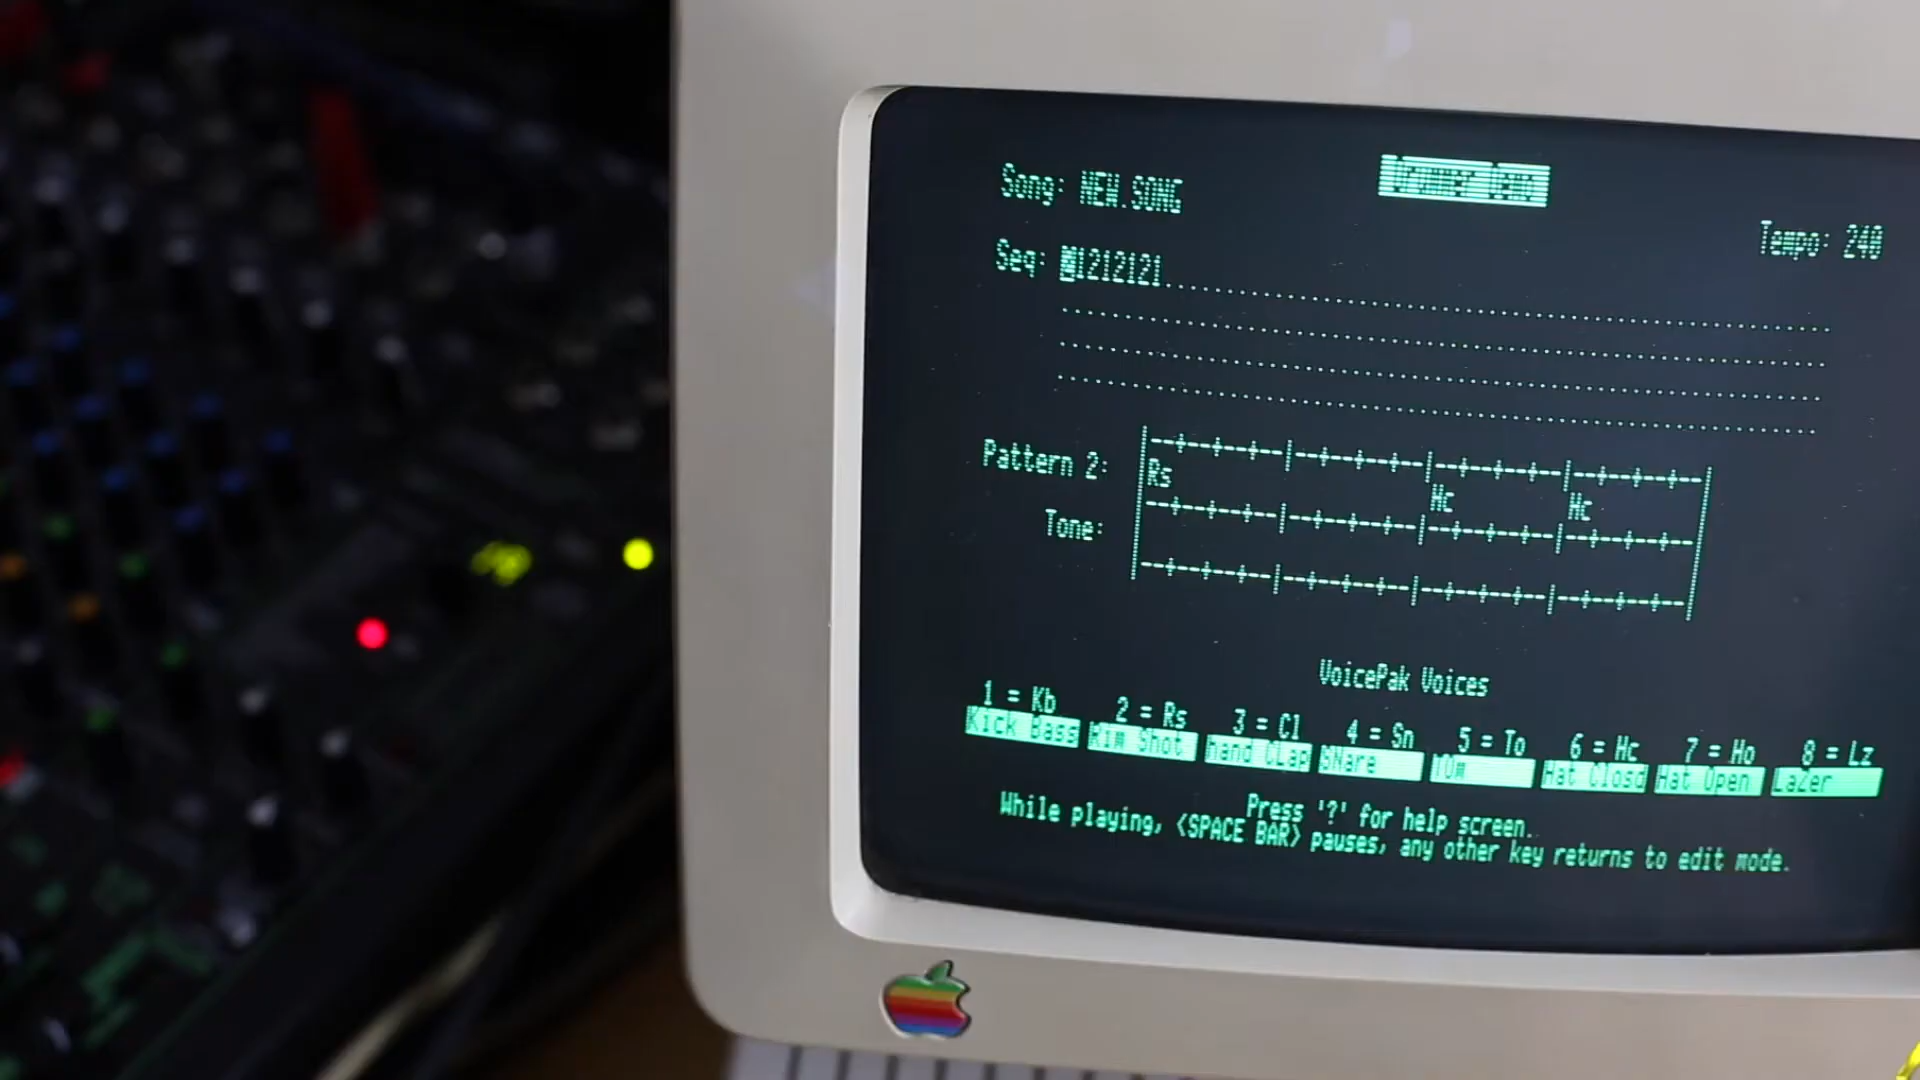 Song: NEW.SONG
Tempo: 240
Seq: 1212121
Pattern 2:
Rs Hc Hc
Tone:
VoicePak Voices
1 = Kb 2 = Rs 3 = Cl 4 = Sn 5 = To 6 = Hc 7 = Ho 8 = Lz
Kick Bass Rim Shot Hand CLap SNare TOM Hat Closd Hat Open LaZer
Press '?' for help screen.
While playing, <SPACE BAR> pauses, any other key returns to edit mode.